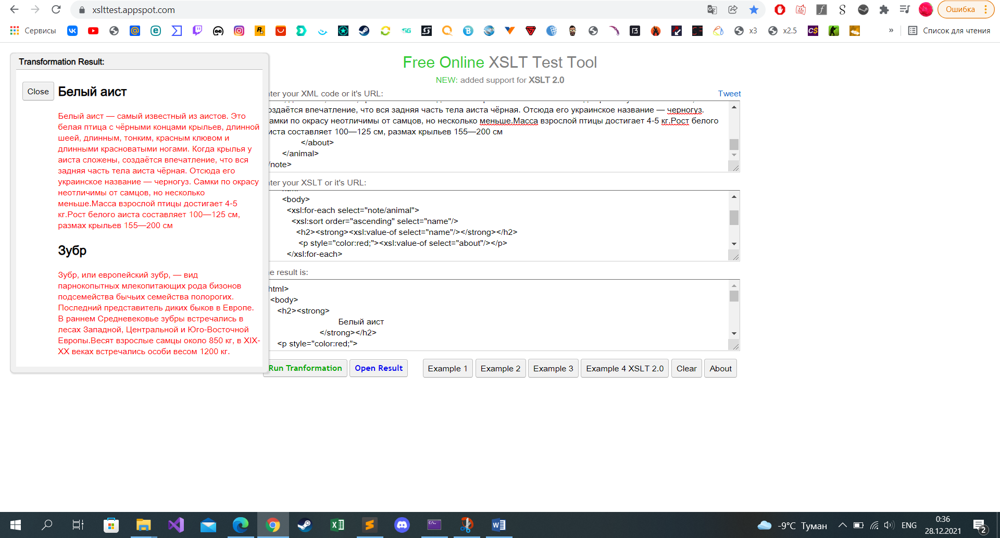 xslttest.appspot.com
Ошибка
Сервисы
x3
x2.5
»
Список для чтения
Transformation Result:
Close
Белый аист
Белый аист — самый известный из аистов. Это
белая птица с чёрными концами крыльев, длинной
шеей, длинным, тонким, красным клювом и
длинными красноватыми ногами. Когда крылья у
аиста сложены, создаётся впечатление, что вся
задняя часть тела аиста чёрная. Отсюда его
украинское название — черногуз. Самки по окрасу
неотличимы от самцов, но несколько
меньше.Масса взрослой птицы достигает 4-5
кг.Рост белого аиста составляет 100—125 см,
размах крыльев 155—200 см
Зубр
Зубр, или европейский зубр, — вид
парнокопытных млекопитающих рода бизонов
подсемейства бычьих семейства полорогих.
Последний представитель диких быков в Европе.
В раннем Средневековье зубры встречались в
лесах Западной, Центральной и Юго-Восточной
Европы.Весят взрослые самцы около 850 кг, в XIX-
XX веках встречались особи весом 1200 кг.
Free Online XSLT Test Tool
NEW: added support for XSLT 2.0
nter your XML code or it's URL:
Tweet
оздаётся впечатление, что вся задняя часть тела аиста чёрная. Отсюда его украинское название — черногуз.
амки по окрасу неотличимы от самцов, но несколько меньше.Масса взрослой птицы достигает 4-5 кг.Рост белого
иста составляет 100—125 см, размах крыльев 155—200 см
</about>
</animal>
/note>
nter your XSLT or it's URL:
<body>
<xsl:for-each select="note/animal">
<xsl:sort order="ascending" select="name"/>
<h2><strong><xsl:value-of select="name"/></strong></h2>
<p style="color:red;"><xsl:value-of select="about"/></p>
</xsl:for-each>
e result is:
html>
<body>
<h2><strong>
Белый аист
</strong></h2>
<p style="color:red;">
Run Tranformation
Open Result
Example 1
Example 2
Example 3
Example 4 XSLT 2.0
Clear
About
-9°C Туман
ENG
0:36
28.12.2021
2